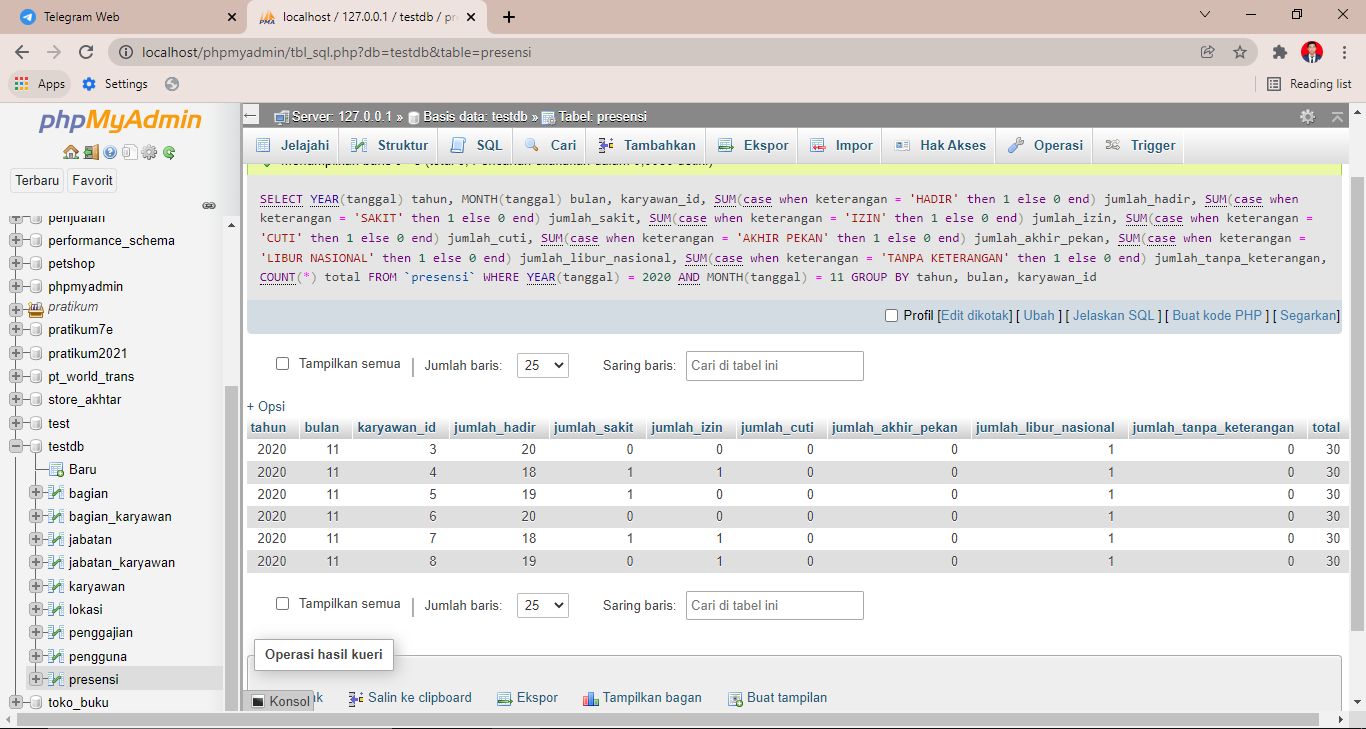 Telegram Web
localhost / 127.0.0.1 / testdb / pr
localhost/phpmyadmin/tbl_sql.php?db=testdb&table=presensi
Apps Settings Reading list
phpMyAdmin
Terbaru Favorit
penjualan
performance_schema
petshop
phpmyadmin
pratikum
pratikum7e
pratikum2021
pt_world_trans
store_akhtar
test
testdb
Baru
bagian
bagian_karyawan
jabatan
jabatan_karyawan
karyawan
lokasi
penggajian
pengguna
presensi
toko_buku
Server: 127.0.0.1 » Basis data: testdb » Tabel: presensi
Jelajahi Struktur SQL Cari Tambahkan Ekspor Impor Hak Akses Operasi Trigger
SELECT YEAR(tanggal) tahun, MONTH(tanggal) bulan, karyawan_id, SUM(case when keterangan = 'HADIR' then 1 else 0 end) jumlah_hadir, SUM(case when
keterangan = 'SAKIT' then 1 else 0 end) jumlah_sakit, SUM(case when keterangan = 'IZIN' then 1 else 0 end) jumlah_izin, SUM(case when keterangan =
'CUTI' then 1 else 0 end) jumlah_cuti, SUM(case when keterangan = 'AKHIR PEKAN' then 1 else 0 end) jumlah_akhir_pekan, SUM(case when keterangan =
'LIBUR NASIONAL' then 1 else 0 end) jumlah_libur_nasional, SUM(case when keterangan = 'TANPA KETERANGAN' then 1 else 0 end) jumlah_tanpa_keterangan,
COUNT(*) total FROM `presensi` WHERE YEAR(tanggal) = 2020 AND MONTH(tanggal) = 11 GROUP BY tahun, bulan, karyawan_id
Profil [Edit dikotak] [ Ubah ] [ Jelaskan SQL ] [ Buat kode PHP ] [ Segarkan]
Tampilkan semua | Jumlah baris: 25 Saring baris: Cari di tabel ini
+ Opsi
tahun bulan karyawan_id jumlah_hadir jumlah_sakit jumlah_izin jumlah_cuti jumlah_akhir_pekan jumlah_libur_nasional jumlah_tanpa_keterangan total
2020 11 3 20 0 0 0 0 1 0 30
2020 11 4 18 1 1 0 0 1 0 30
2020 11 5 19 1 0 0 0 1 0 30
2020 11 6 20 0 0 0 0 1 0 30
2020 11 7 18 1 1 0 0 1 0 30
2020 11 8 19 0 1 0 0 1 0 30
Tampilkan semua | Jumlah baris: 25 Saring baris: Cari di tabel ini
Operasi hasil kueri
Konsol Salin ke clipboard Ekspor Tampilkan bagan Buat tampilan